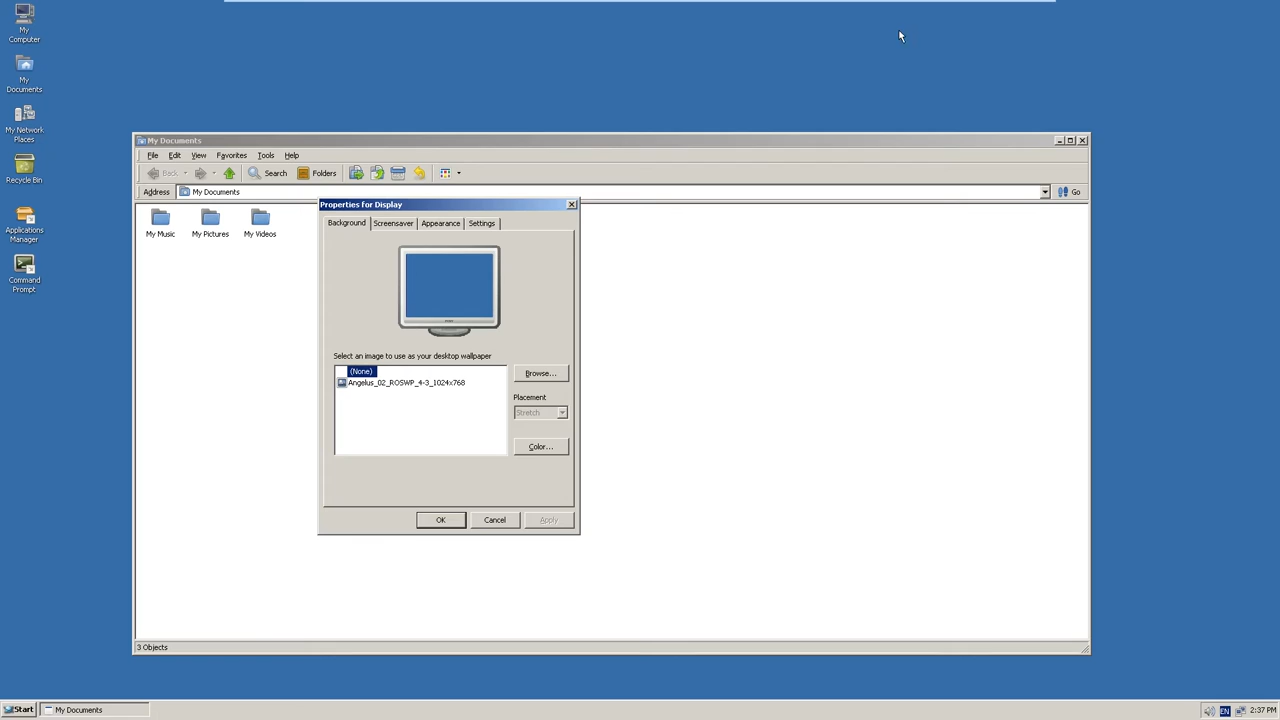 My
Computer
My
Documents
My Network
Places
Recycle Bin
Applications
Manager
Command
Prompt
My Documents
File Edit View Favorites Tools Help
Back Search Folders
Address My Documents Go
My Music My Pictures My Videos
Properties for Display
Background Screensaver Appearance Settings
Select an image to use as your desktop wallpaper
(None)
Angelus_02_ROSWP_4-3_1024x768
Browse...
Placement
Stretch
Color...
OK Cancel Apply
3 Objects
Start My Documents EN 2:37 PM